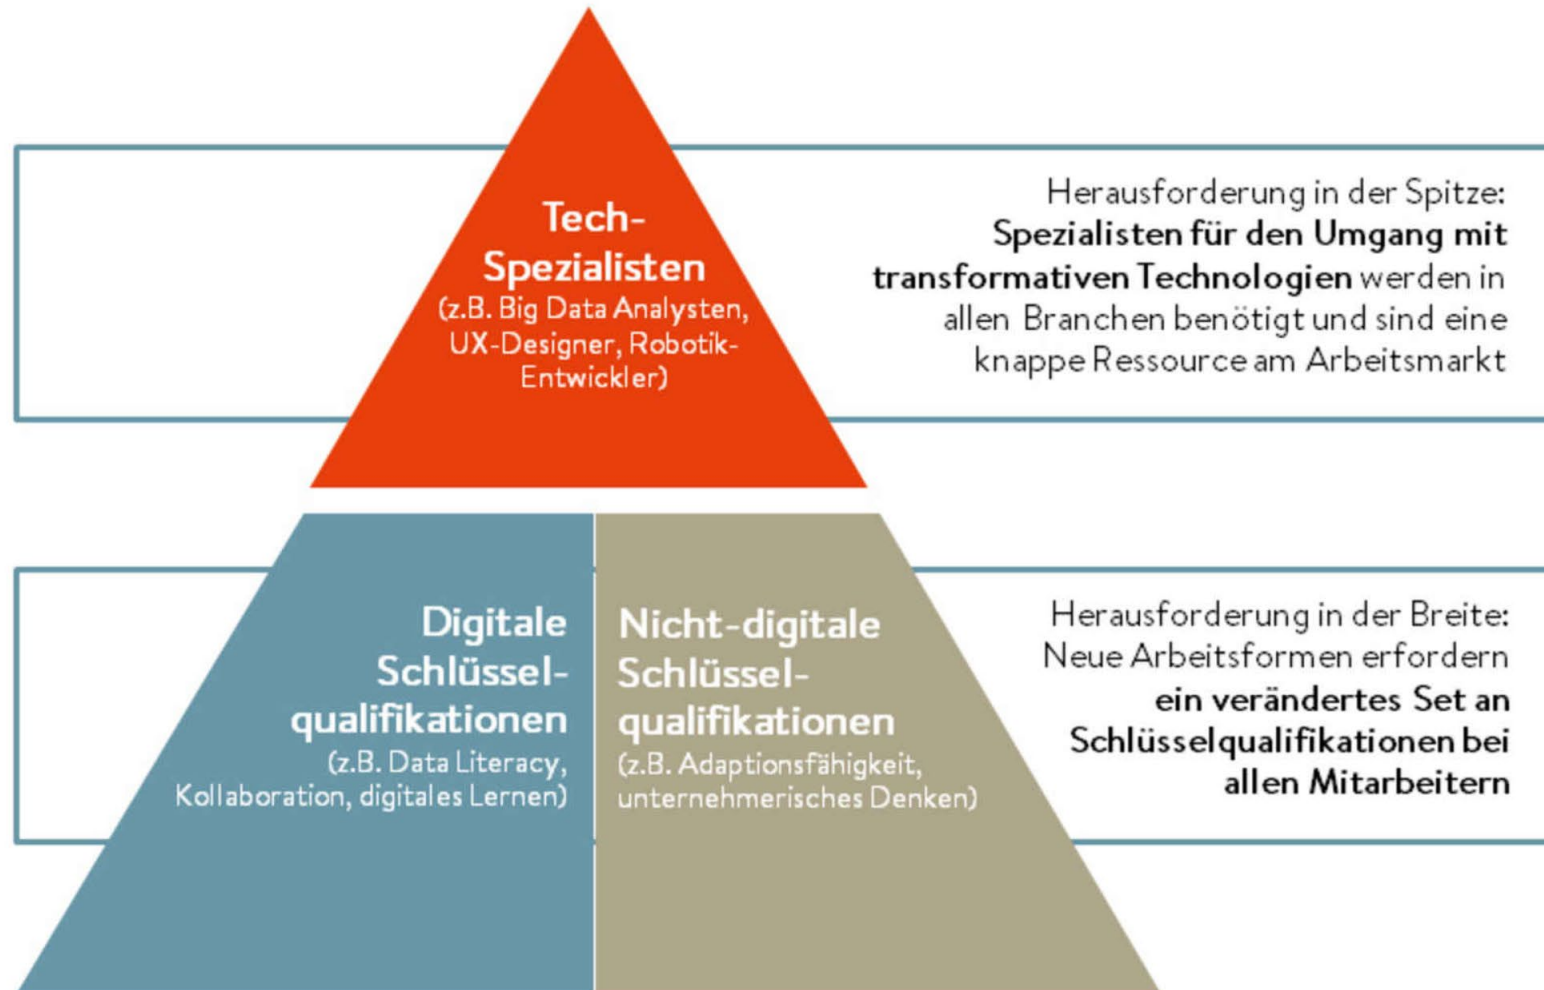 Tech-
Spezialisten
(z.B. Big Data Analysten,
UX-Designer, Robotik-
Entwickler)
Herausforderung in der Spitze:
Spezialisten für den Umgang mit
transformativen Technologien werden in
allen Branchen benötigt und sind eine
knappe Ressource am Arbeitsmarkt
Digitale
Schlüssel-
qualifikationen
(z.B. Data Literacy,
Kollaboration, digitales Lernen)
Nicht-digitale
Schlüssel-
qualifikationen
(z.B. Adaptionsfähigkeit,
unternehmerisches Denken)
Herausforderung in der Breite:
Neue Arbeitsformen erfordern
ein verändertes Set an
Schlüsselqualifikationen bei
allen Mitarbeitern